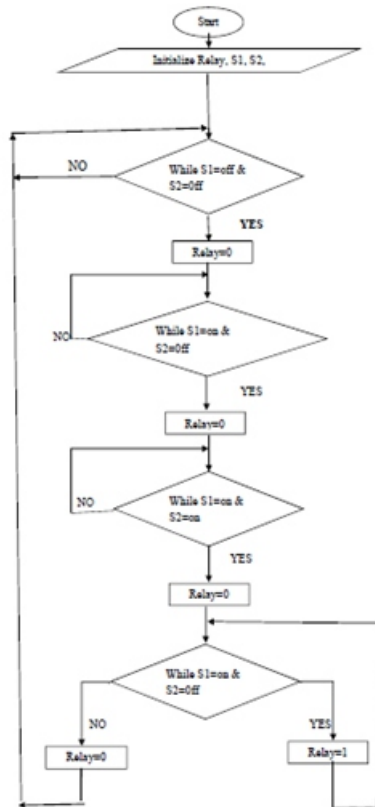 Start
Initialize Relay, S1, S2,
NO
While S1=off &
S2=0ff
YES
Relay=0
NO
While S1=on &
S2=0ff
YES
Relay=0
NO
While S1=on &
S2=on
YES
Relay=0
While S1=on &
S2=0ff
NO
YES
Relay=0
Relay=1